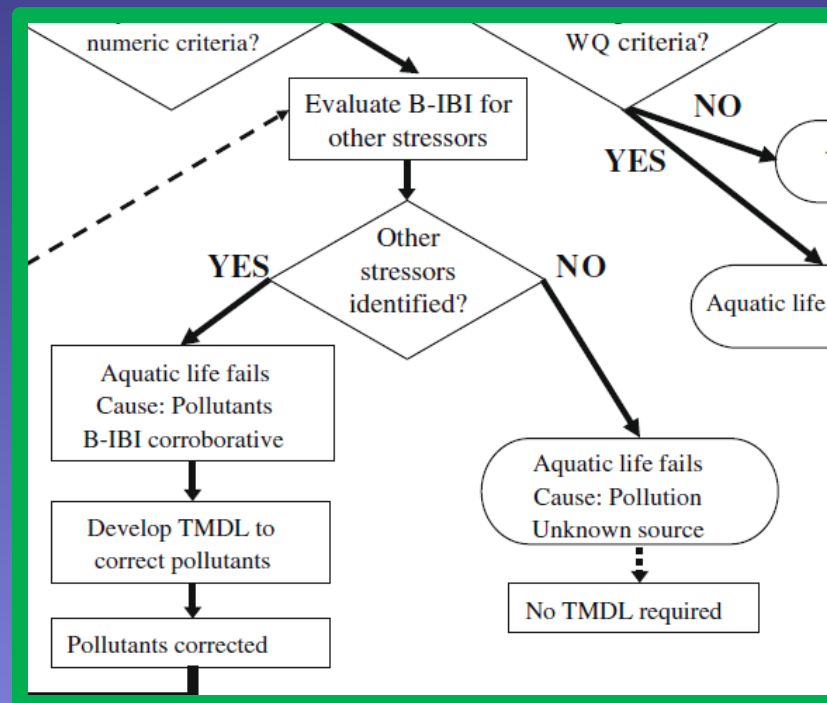 numeric criteria?
WQ criteria?
Evaluate B-IBI for
other stressors
NO
YES
Other
stressors
identified?
YES
NO
Aquatic life
Aquatic life fails
Cause: Pollutants
B-IBI corroborative
Aquatic life fails
Cause: Pollution
Unknown source
Develop TMDL to
correct pollutants
No TMDL required
Pollutants corrected